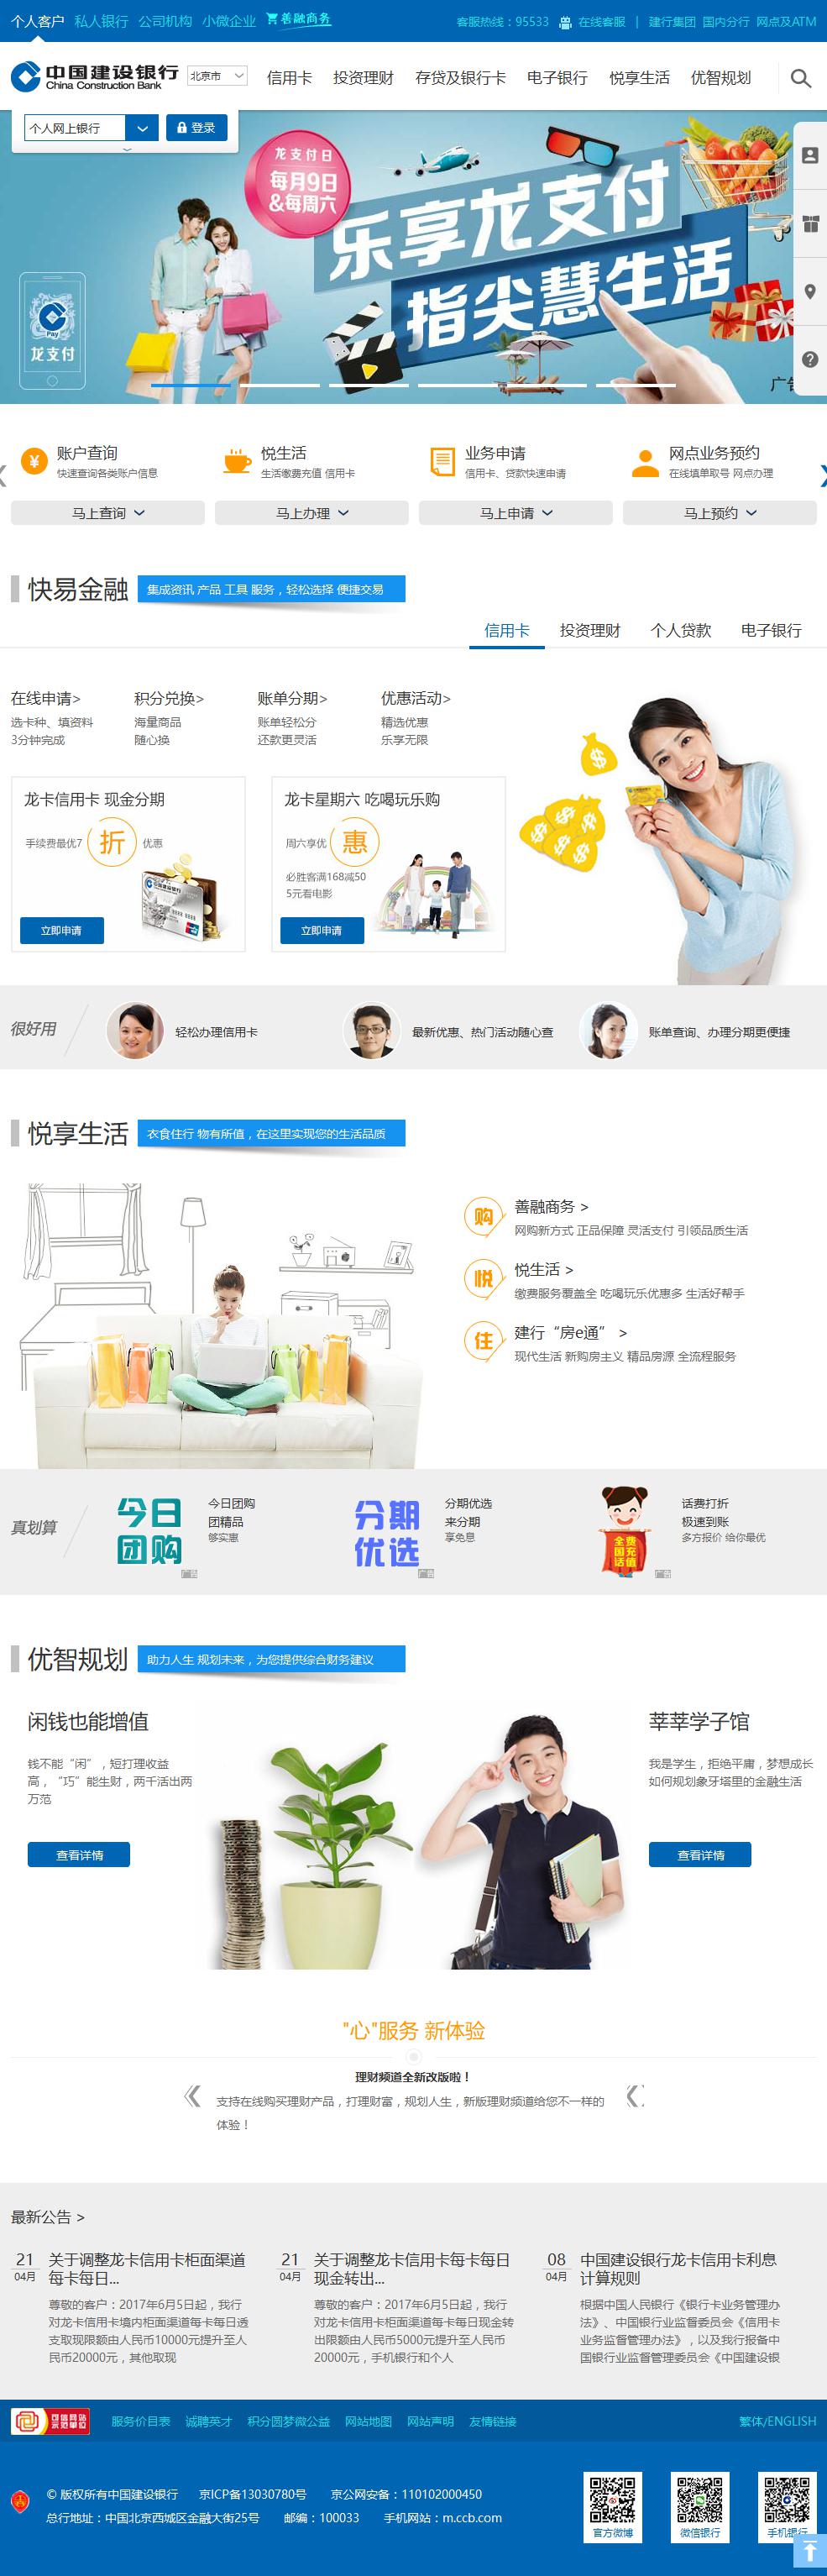 个人客户 私人银行 公司机构 小微企业 善融商务 客服热线：95533 在线客服 | 建行集团 国内分行 网点及ATM
中国建设银行
China Construction Bank
北京市
信用卡 投资理财 存贷及银行卡 电子银行 悦享生活 优智规划
个人网上银行 登录
龙支付日
每月9日
&每周六
乐享龙支付
指尖慧生活
Pay
龙支付
广告
账户查询
快速查询各类账户信息
马上查询
悦生活
生活缴费充值 信用卡
马上办理
业务申请
信用卡、贷款快速申请
马上申请
网点业务预约
在线填单取号 网点办理
马上预约
快易金融
集成资讯 产品 工具 服务，轻松选择 便捷交易
信用卡 投资理财 个人贷款 电子银行
在线申请>
选卡种、填资料
3分钟完成
积分兑换>
海量商品
随心换
账单分期>
账单轻松分
还款更灵活
优惠活动>
精选优惠
乐享无限
龙卡信用卡 现金分期
手续费最优7 折 优惠
中国建设银行
立即申请
龙卡星期六 吃喝玩乐购
周六享优 惠
必胜客满168减50
5元看电影
立即申请
很好用
轻松办理信用卡
最新优惠、热门活动随心查
账单查询、办理分期更便捷
悦享生活
衣食住行 物有所值，在这里实现您的生活品质
购
善融商务 >
网购新方式 正品保障 灵活支付 引领品质生活
悦
悦生活 >
缴费服务覆盖全 吃喝玩乐优惠多 生活好帮手
住
建行“房e通” >
现代生活 新购房主义 精品房源 全流程服务
真划算
今日
团购
今日团购
团精品
够实惠
广告
分期
优选
分期优选
来分期
享免息
广告
全国话费充值
话费打折
极速到账
多方报价 给你最优
广告
优智规划
助力人生 规划未来，为您提供综合财务建议
闲钱也能增值
钱不能“闲”，短打理收益
高，“巧”能生财，两千活出两
万范
查看详情
莘莘学子馆
我是学生，拒绝平庸，梦想成长
如何规划象牙塔里的金融生活
查看详情
"心"服务 新体验
理财频道全新改版啦！
支持在线购买理财产品，打理财富，规划人生，新版理财频道给您不一样的
体验！
最新公告 >
21
04月
关于调整龙卡信用卡柜面渠道
每卡每日...
尊敬的客户：2017年6月5日起，我行
对龙卡信用卡境内柜面渠道每卡每日透
支取现限额由人民币10000元提升至人
民币20000元，其他取现
21
04月
关于调整龙卡信用卡每卡每日
现金转出...
尊敬的客户：2017年6月5日起，我行
对龙卡信用卡柜面渠道每卡每日现金转
出限额由人民币5000元提升至人民币
20000元，手机银行和个人
08
04月
中国建设银行龙卡信用卡利息
计算规则
根据中国人民银行《银行卡业务管理办
法》、中国银行业监督委员会《信用卡
业务监督管理办法》，以及我行报备中
国银行业监督管理委员会《中国建设银
可信网站
示范单位
服务价目表 诚聘英才 积分圆梦微公益 网站地图 网站声明 友情链接 繁体/ENGLISH
© 版权所有中国建设银行 京ICP备13030780号 京公网安备：110102000450
总行地址：中国北京西城区金融大街25号 邮编：100033 手机网站：m.ccb.com
官方微博 微信银行 手机银行